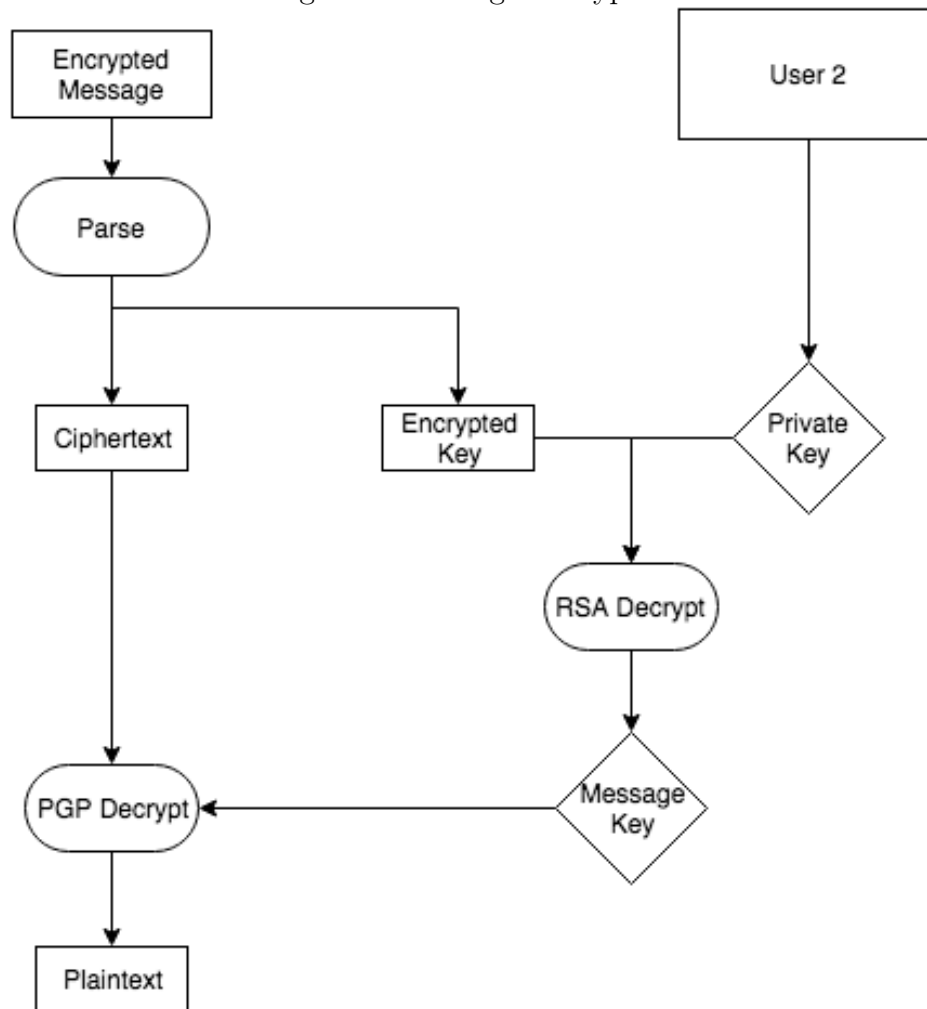 Encrypted
Message
User 2
Parse
Ciphertext
Encrypted
Key
Private
Key
RSA Decrypt
PGP Decrypt
Message
Key
Plaintext